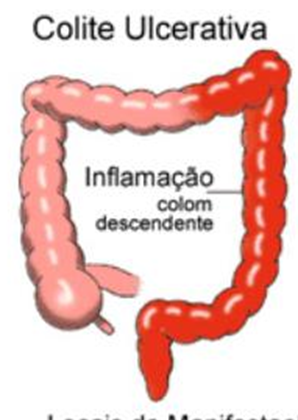 Colite Ulcerativa
Inflamação
colom
descendente